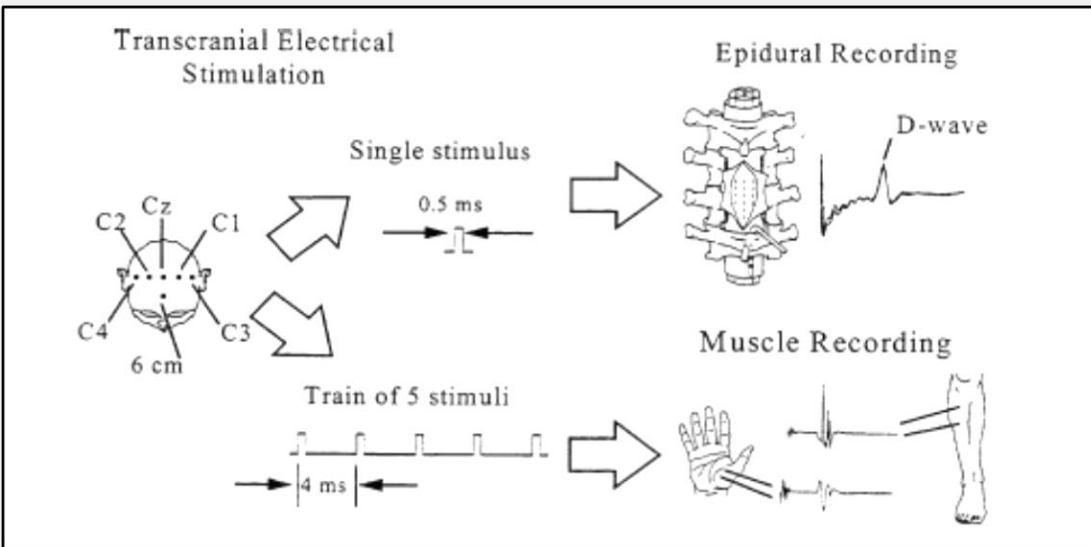 Transcranial Electrical
Stimulation
Single stimulus
0.5 ms
C2
Cz
C1
C4
C3
6 cm
Train of 5 stimuli
4 ms
Epidural Recording
D-wave
Muscle Recording